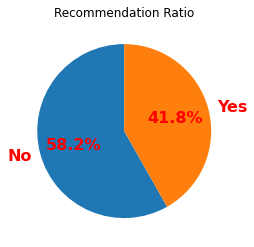 Recommendation Ratio
41.8%
Yes
58.2%
No